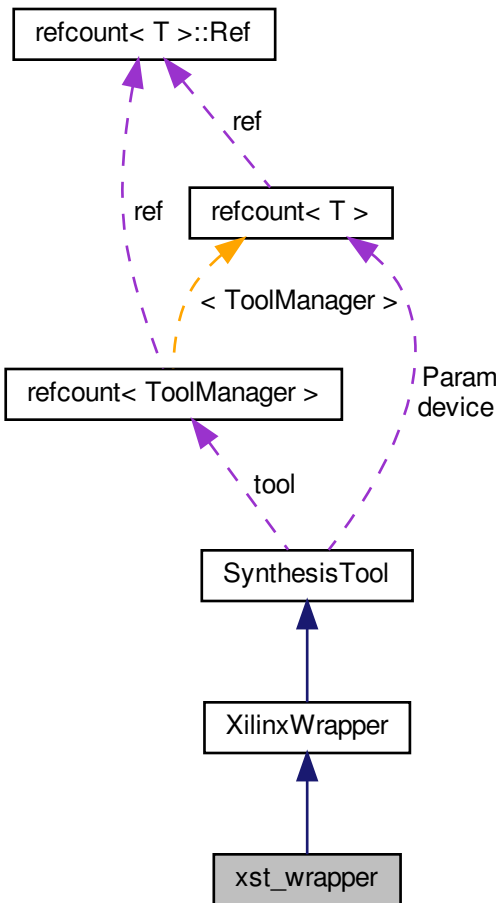 refcount< T >::Ref
ref
refcount< T >
ref
< ToolManager >
Param
device
refcount< ToolManager >
tool
SynthesisTool
XilinxWrapper
xst_wrapper